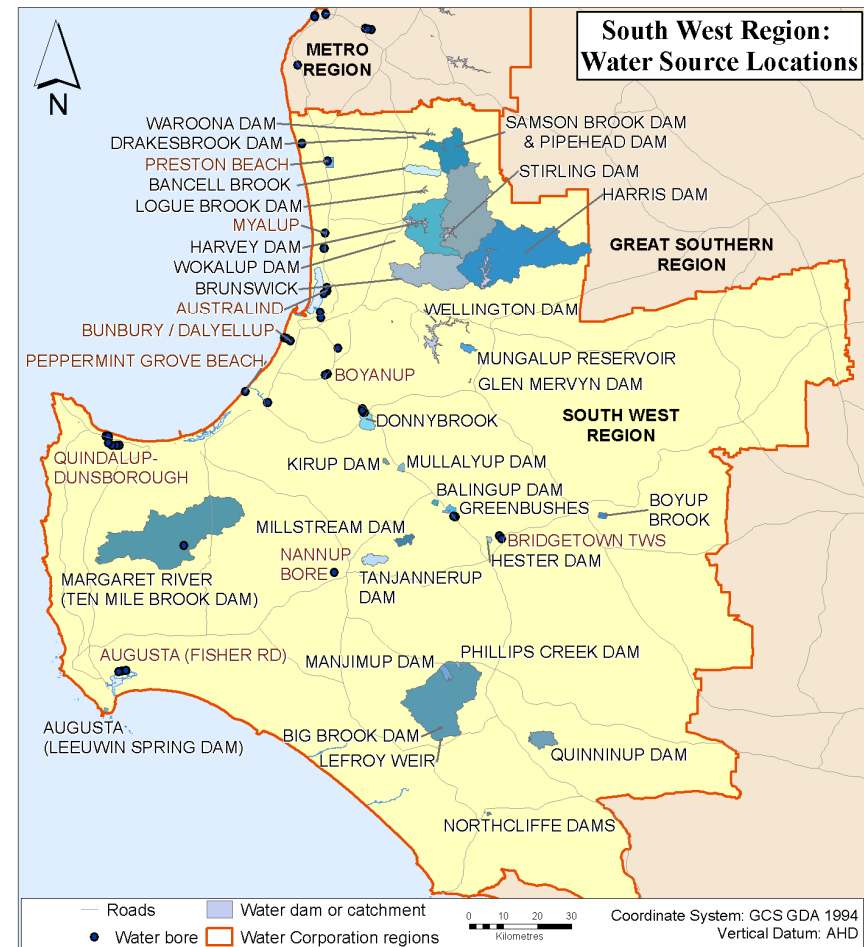 South West Region:
Water Source Locations
METRO
REGION
N
WAROONA DAM
DRAKESBROOK DAM
PRESTON BEACH
BANCELL BROOK
LOGUE BROOK DAM
MYALUP
HARVEY DAM
WOKALUP DAM
BRUNSWICK
AUSTRALIND
BUNBURY / DALYELLUP
PEPPERMINT GROVE BEACH
SAMSON BROOK DAM
& PIPEHEAD DAM
STIRLING DAM
HARRIS DAM
GREAT SOUTHERN
REGION
WELLINGTON DAM
MUNGALUP RESERVOIR
GLEN MERVYN DAM
BOYANUP
SOUTH WEST
REGION
DONNYBROOK
QUINDALUP-
DUNSBOROUGH
KIRUP DAM
MULLALYUP DAM
BALINGUP DAM
GREENBUSHES
BOYUP
BROOK
MILLSTREAM DAM
BRIDGETOWN TWS
HESTER DAM
NANNUP
BORE
TANJANNERUP
DAM
MARGARET RIVER
(TEN MILE BROOK DAM)
AUGUSTA (FISHER RD)
MANJIMUP DAM
PHILLIPS CREEK DAM
AUGUSTA
(LEEUWIN SPRING DAM)
BIG BROOK DAM
LEFROY WEIR
QUINNINUP DAM
NORTHCLIFFE DAMS
Roads
Water dam or catchment
Water bore
Water Corporation regions
0 10 20 30
Kilometres
Coordinate System: GCS GDA 1994
Vertical Datum: AHD